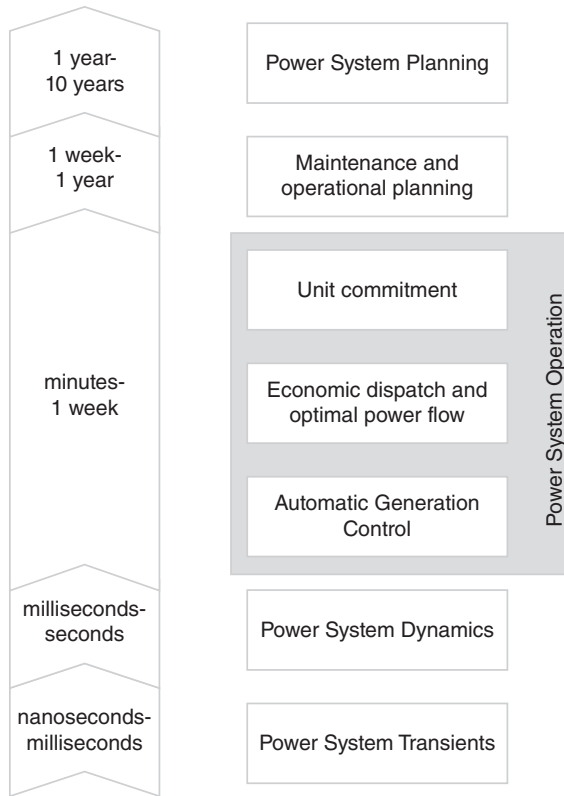 1 year-
10 years
Power System Planning
1 week-
1 year
Maintenance and
operational planning
minutes-
1 week
Unit commitment
Economic dispatch and
optimal power flow
Automatic Generation
Control
Power System Operation
milliseconds-
seconds
Power System Dynamics
nanoseconds-
milliseconds
Power System Transients